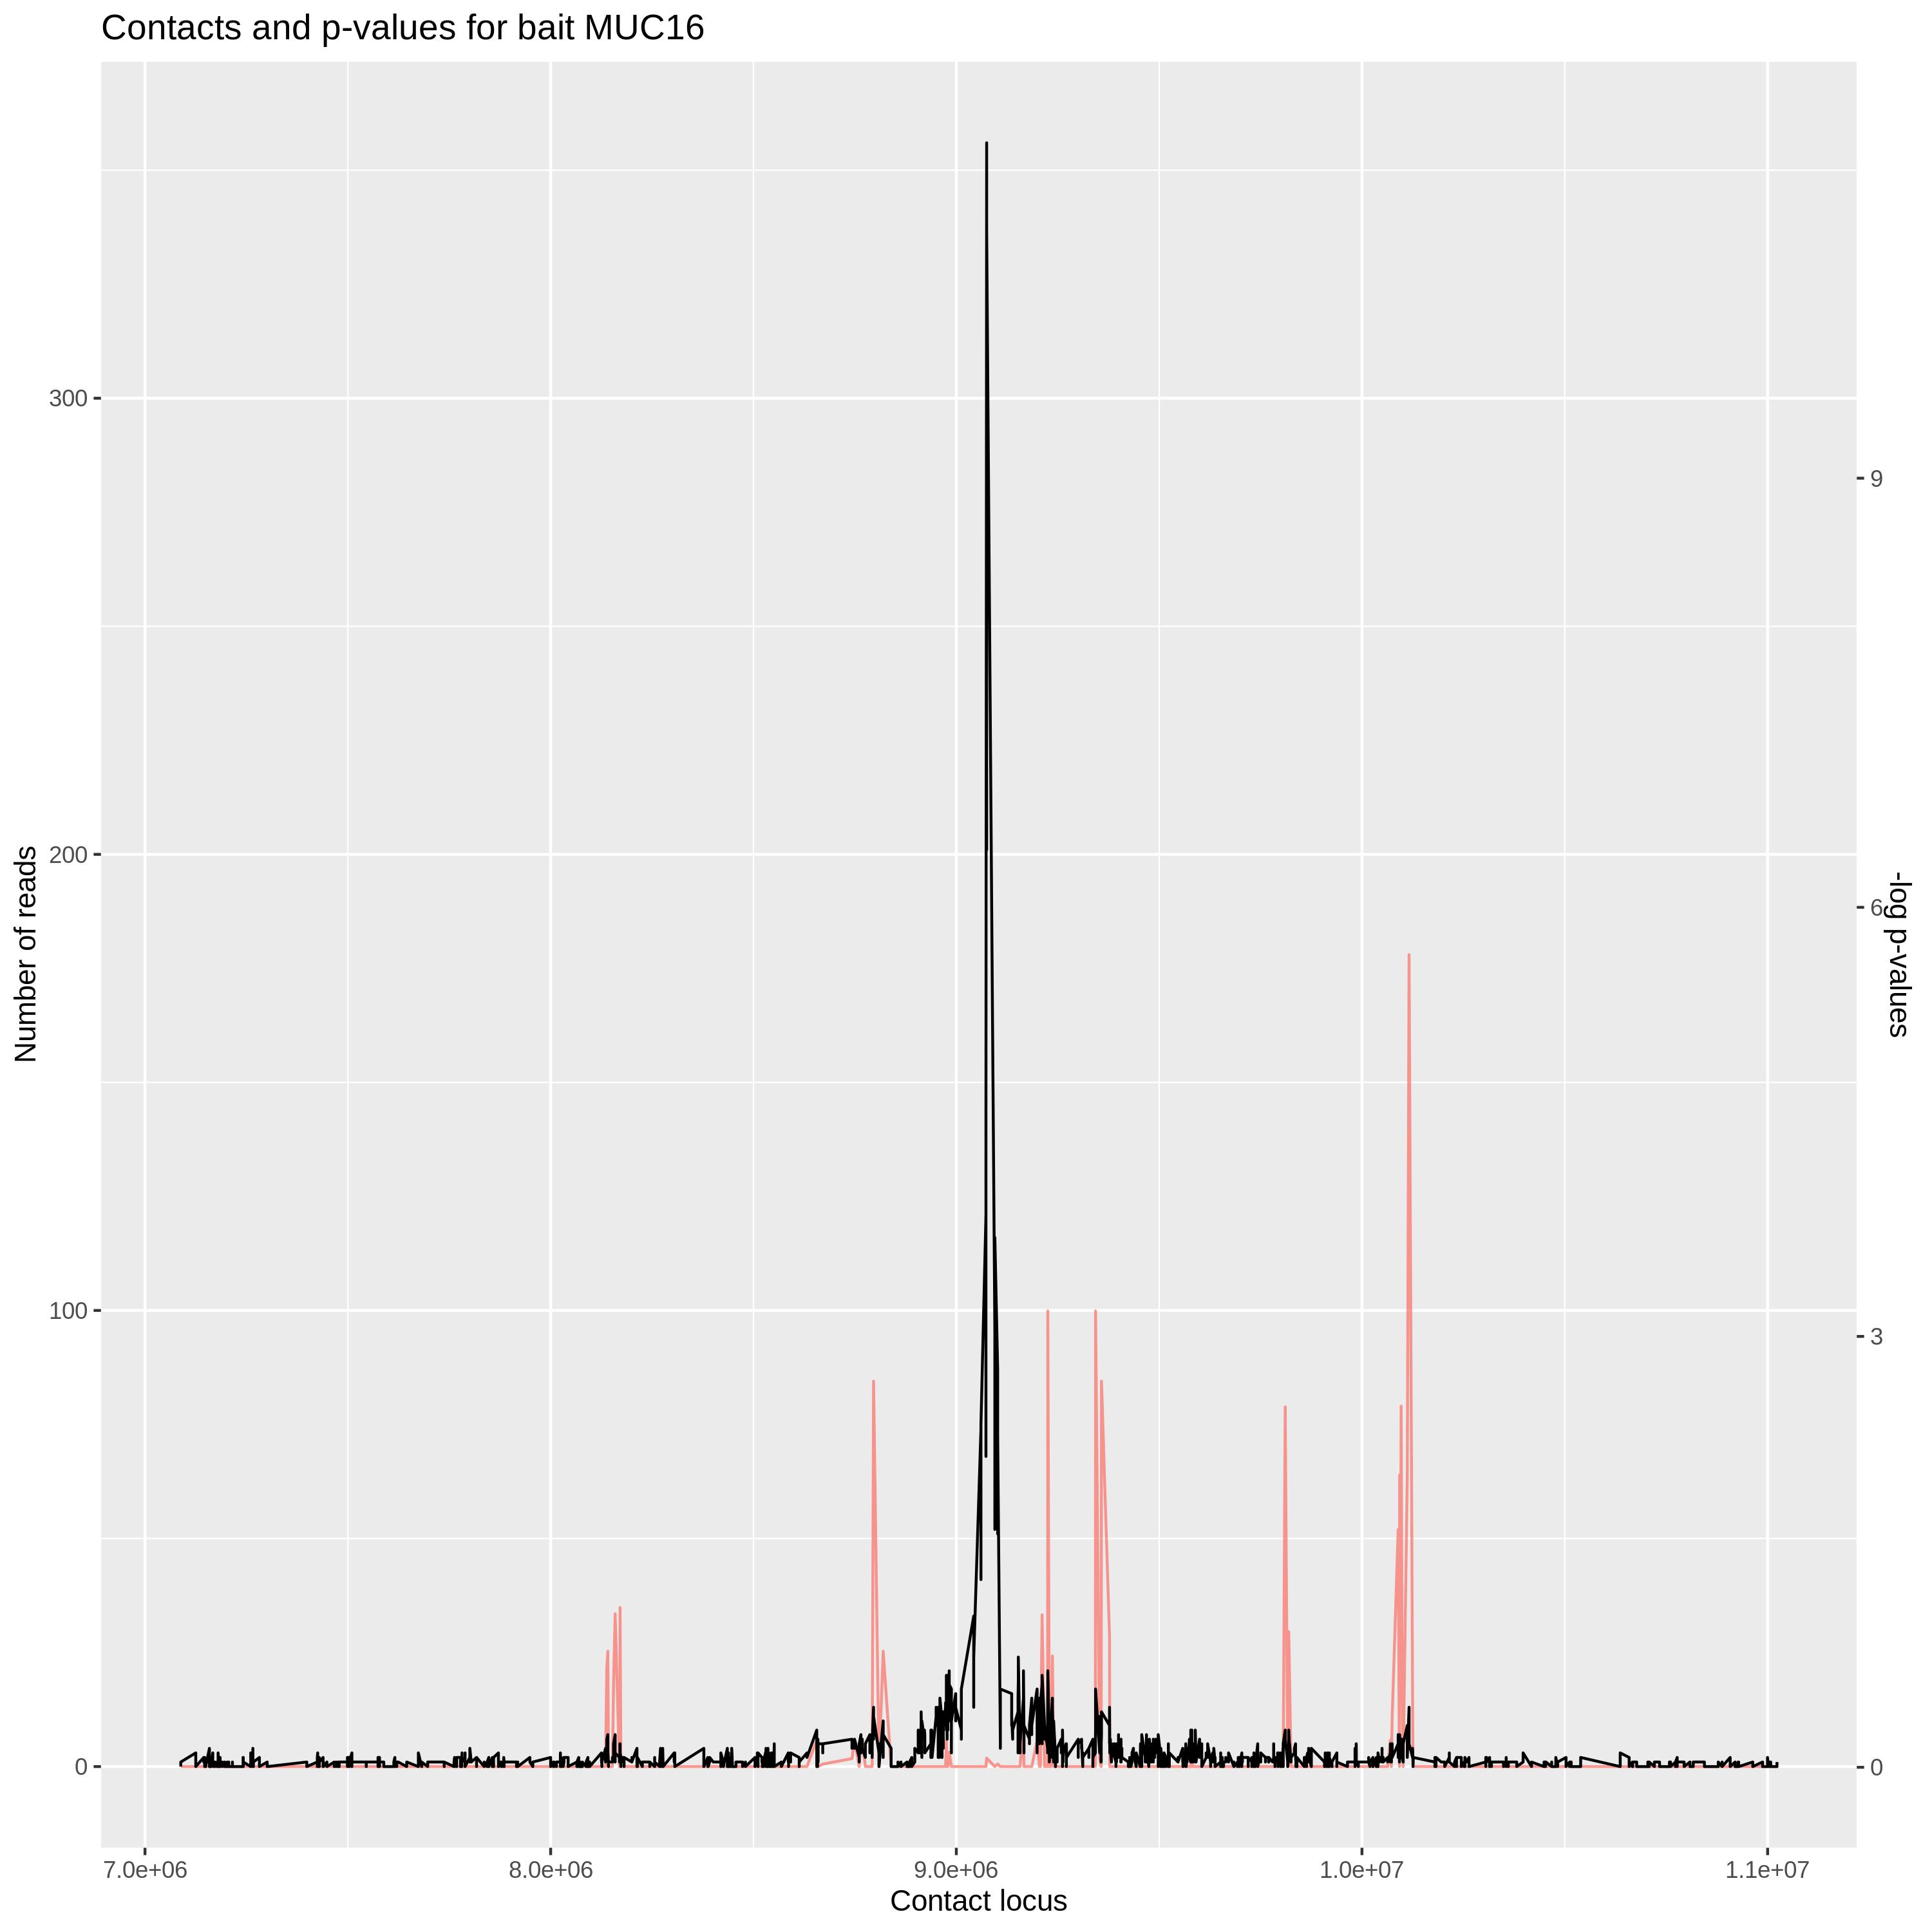 Contacts and p-values for bait MUC16
Number of reads
300
200
100
0
9
6
3
0
-log p-values
7.0e+06
8.0e+06
9.0e+06
1.0e+07
1.1e+07
Contact locus